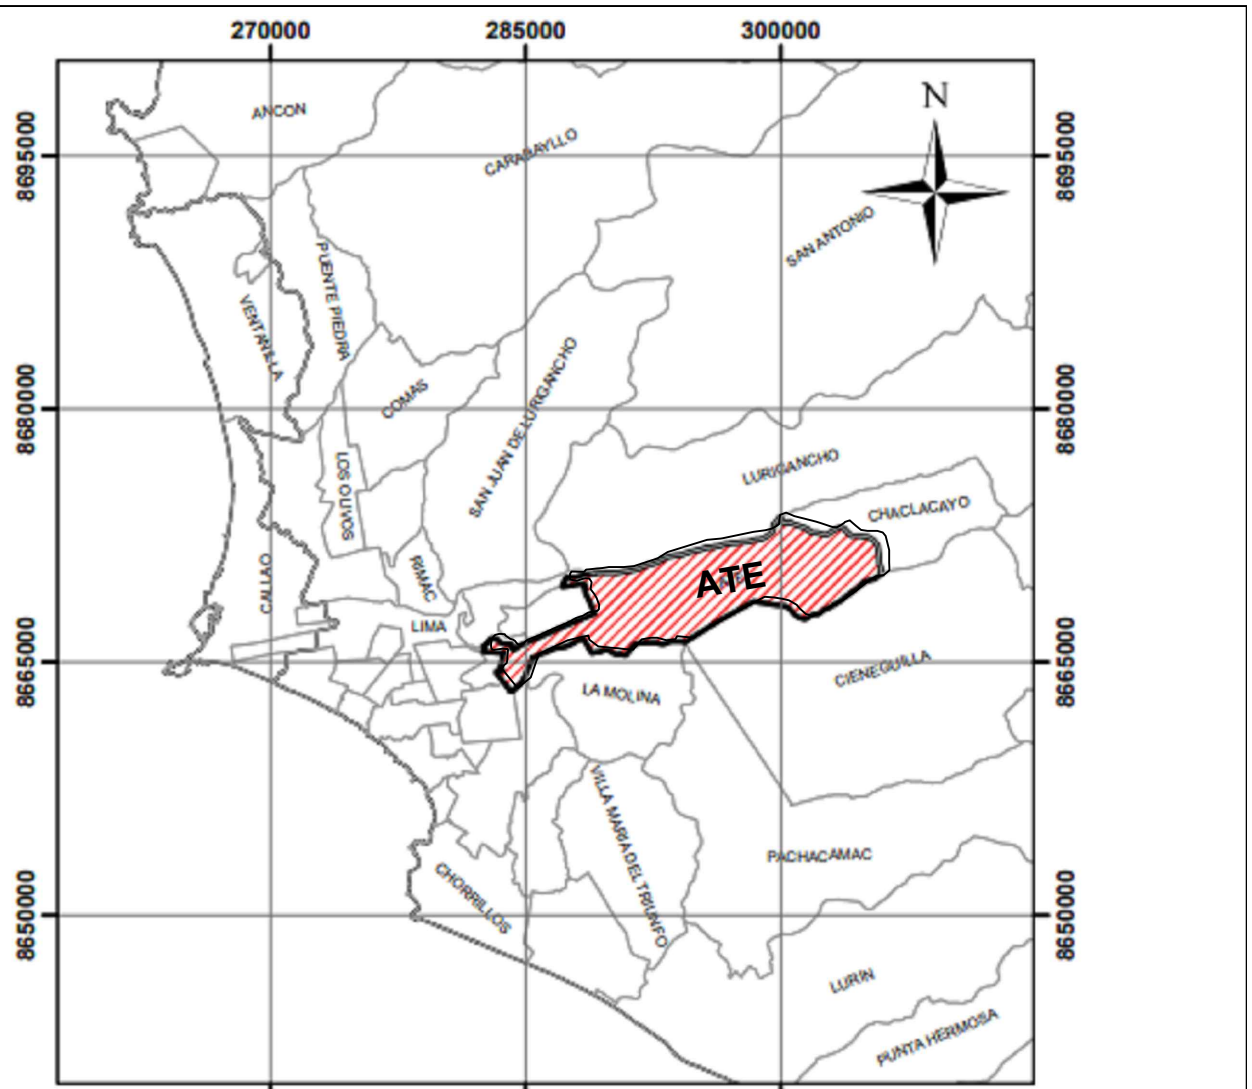 270000 285000 300000
N
8695000 8695000
ANCON
CARABAYLLO
SAN ANTONIO
PUENTE PIEDRA
VENTANILLA
COMAS
SAN JUAN DE LURIGANCHO
8680000 8680000
LURIGANCHO
LOS OLIVOS
CHACLACAYO
CALLAO
RIMAC
ATE
LIMA
8665000 8665000
CIENEGUILLA
LA MOLINA
VILLA MARIA DEL TRIUNFO
PACHACAMAC
CHORRILLOS
8650000 8650000
LURIN
PUNTA HERMOSA